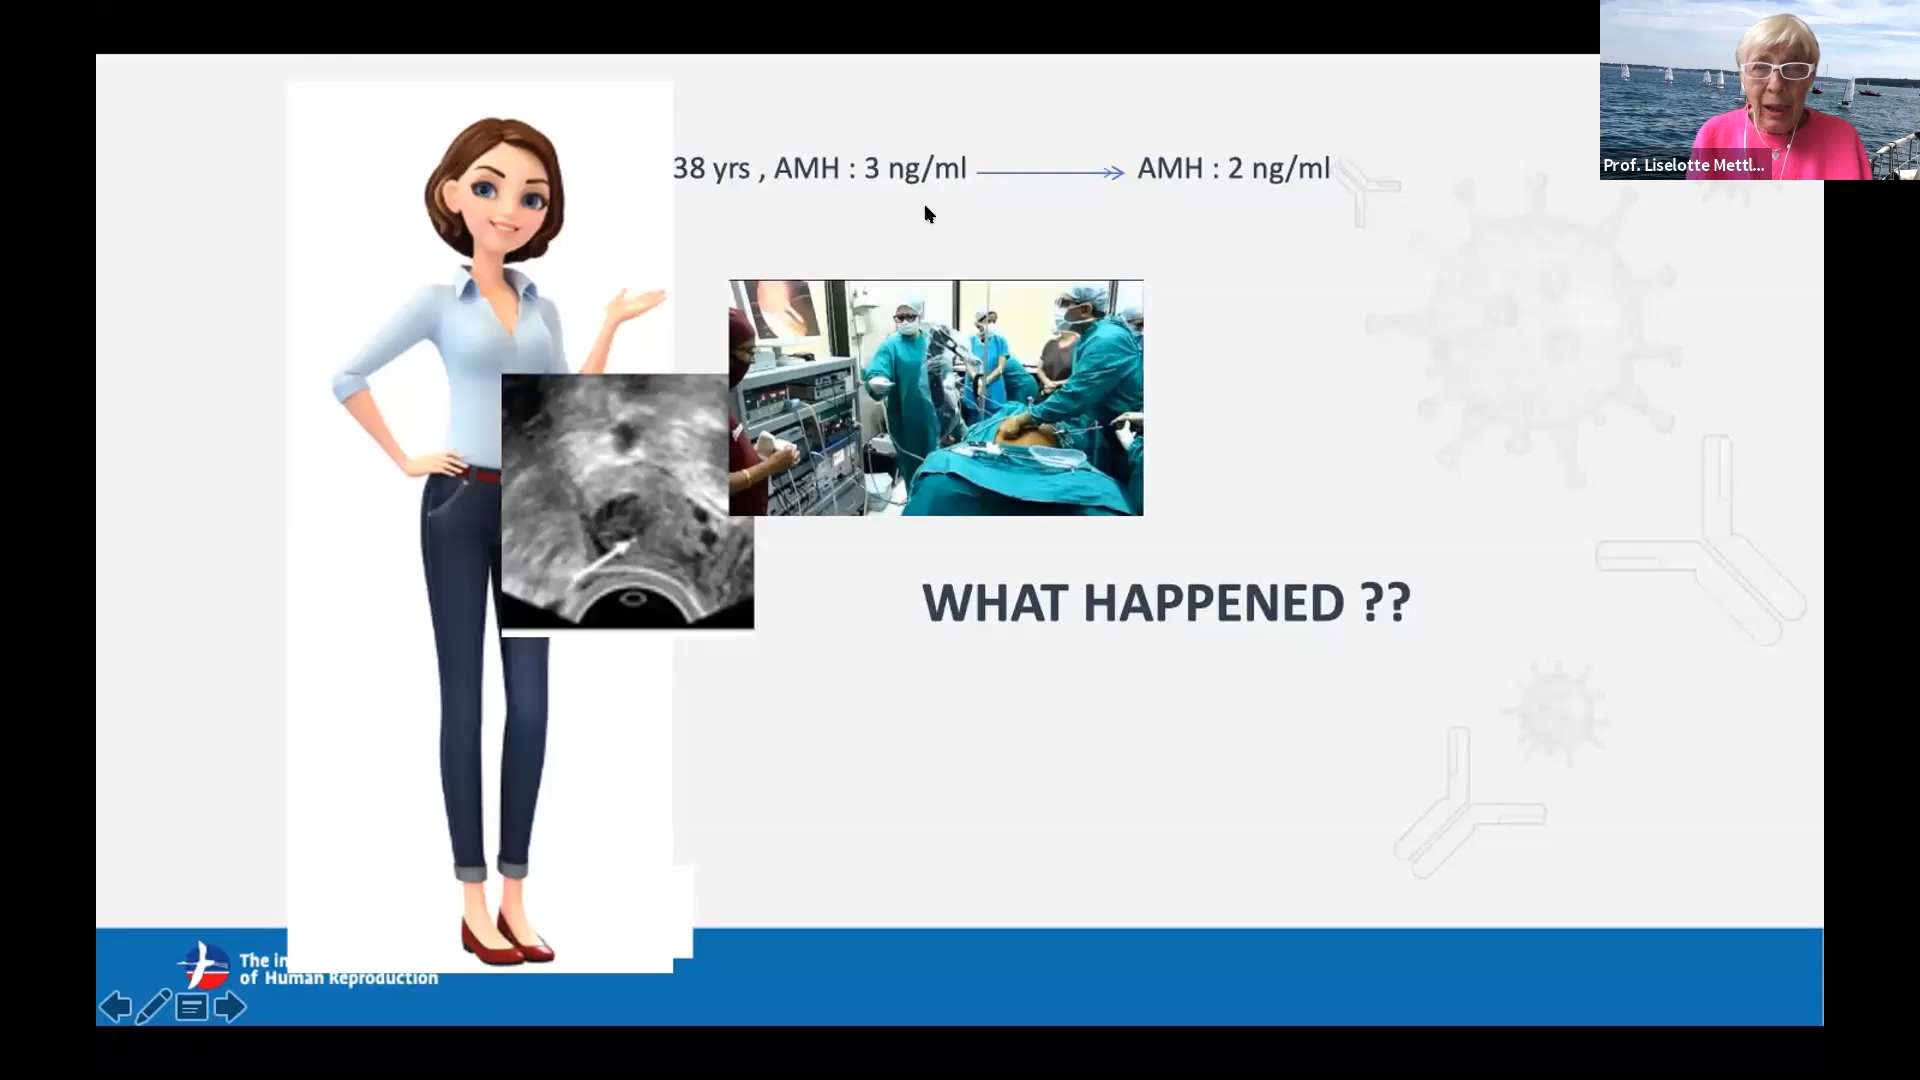 38 yrs , AMH : 3 ng/ml
AMH : 2 ng/ml
Prof. Liselotte Mettl...
WHAT HAPPENED ??
The in
of Human Reproduction